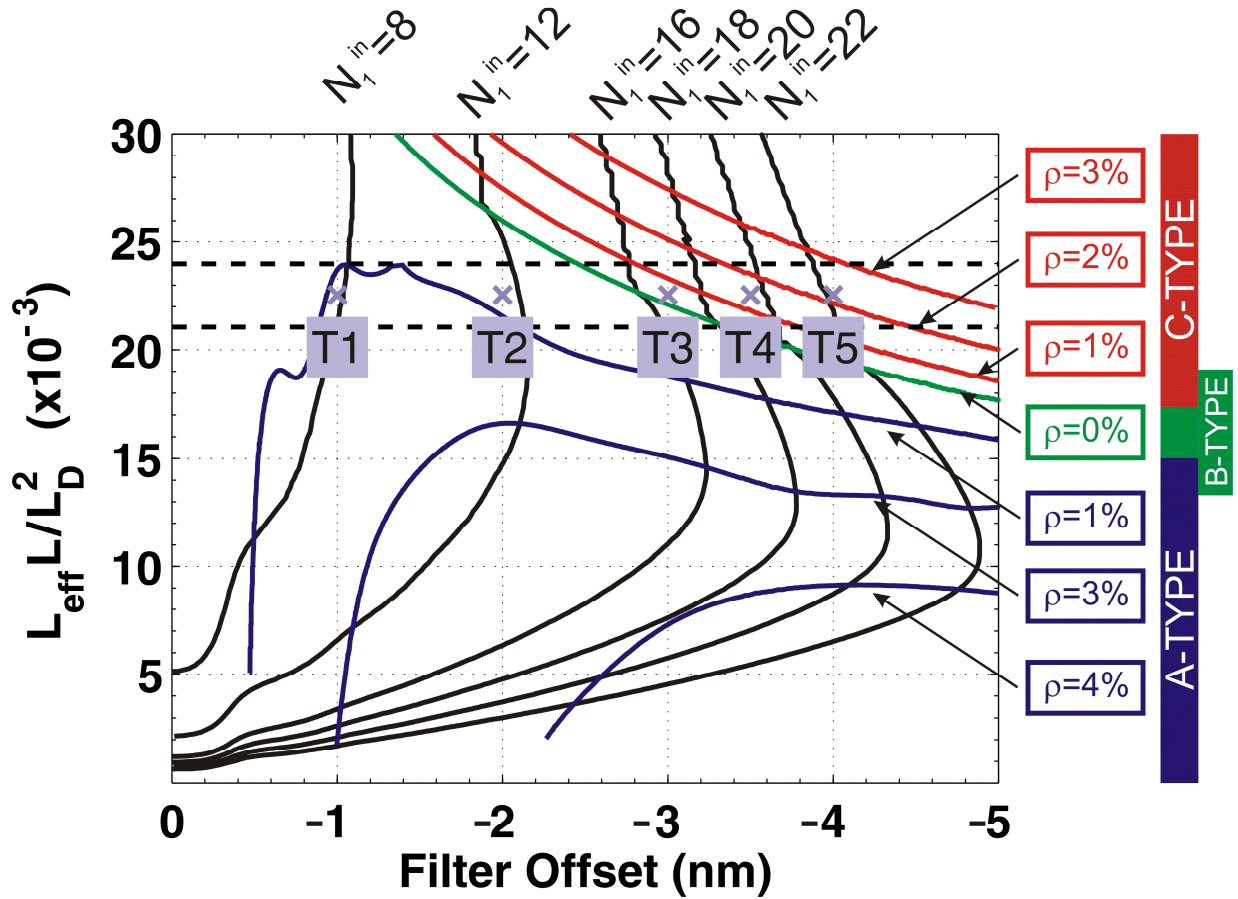 N₁ⁱⁿ=8
N₁ⁱⁿ=12
N₁ⁱⁿ=16
N₁ⁱⁿ=18
N₁ⁱⁿ=20
N₁ⁱⁿ=22
30
25
20
15
10
5
L_eff L/L_D² (x10⁻³)
T1
T2
T3
T4
T5
0
−1
−2
−3
−4
−5
Filter Offset (nm)
ρ=3%
ρ=2%
ρ=1%
ρ=0%
ρ=1%
ρ=3%
ρ=4%
C-TYPE
B-TYPE
A-TYPE